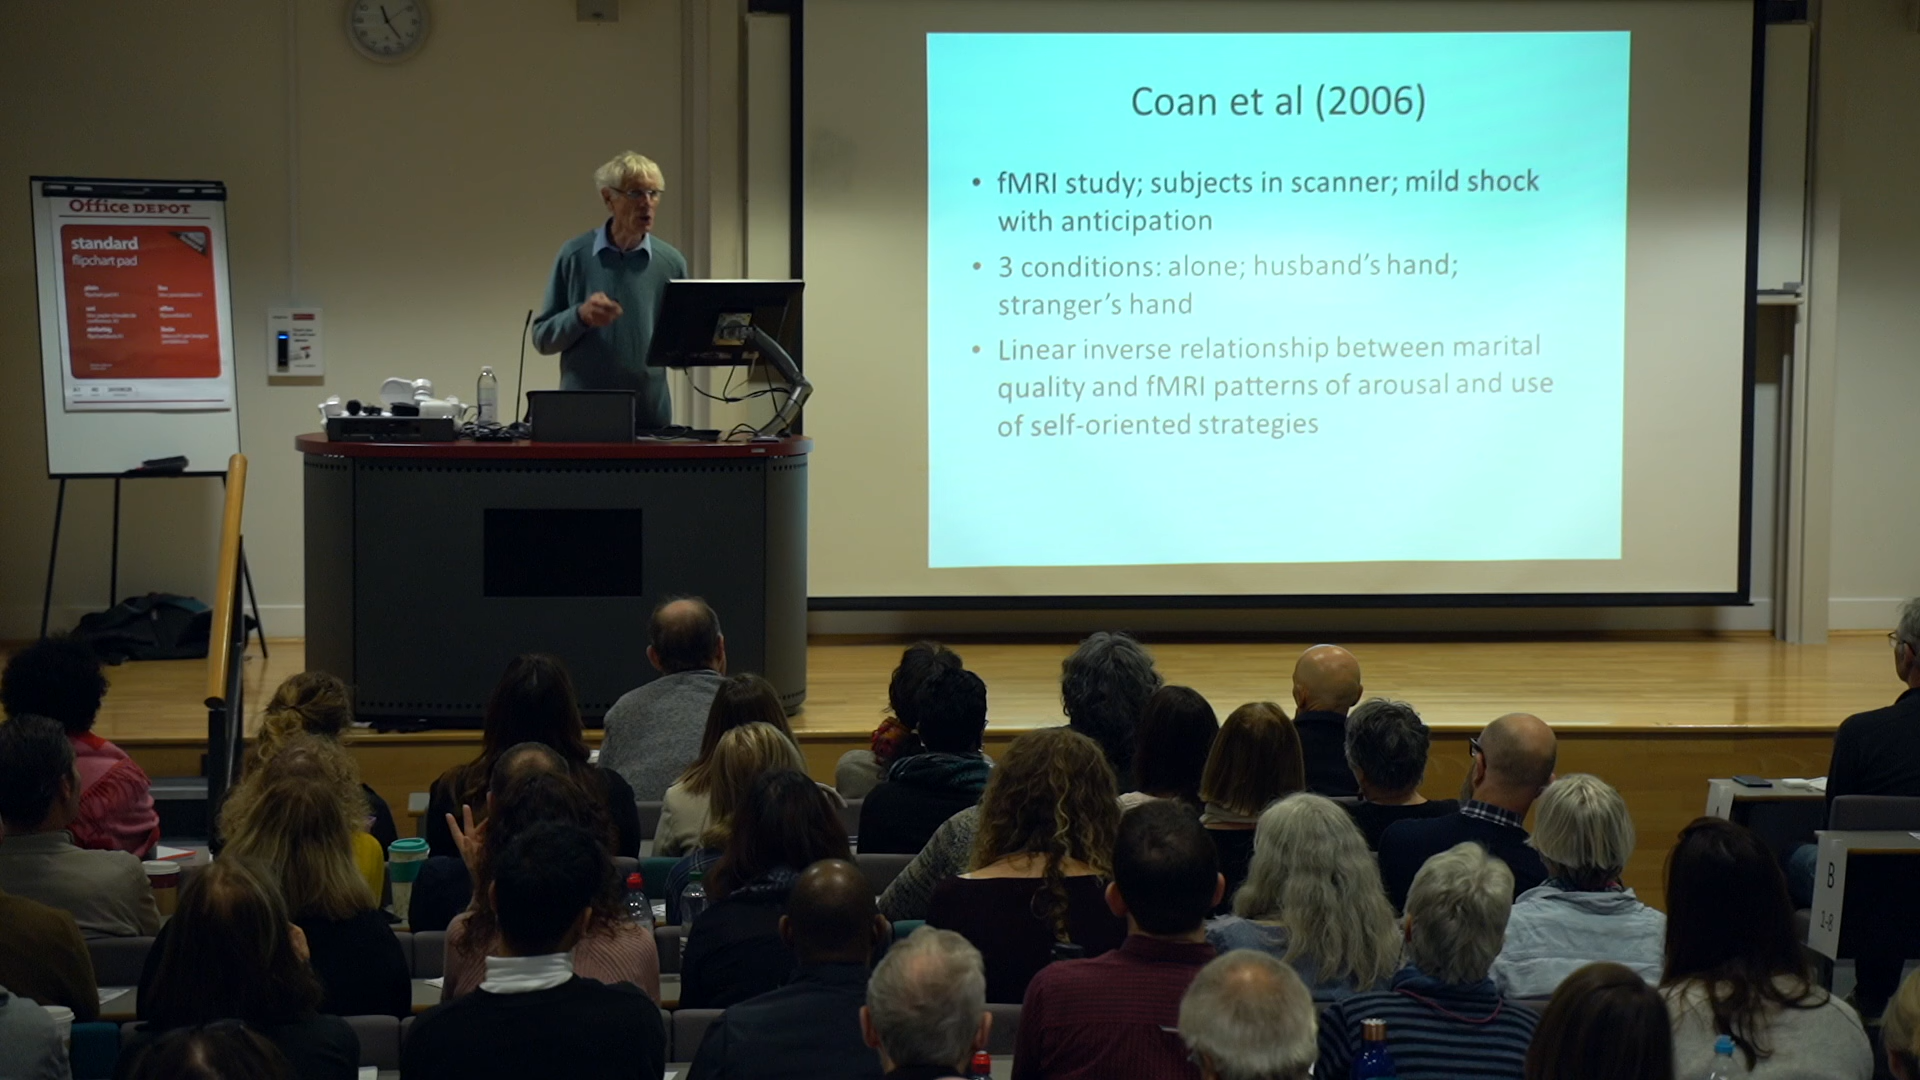 Office DEPOT
standard
flipchart pad
Coan et al (2006)
• fMRI study; subjects in scanner; mild shock
with anticipation
• 3 conditions: alone; husband's hand;
stranger's hand
• Linear inverse relationship between marital
quality and fMRI patterns of arousal and use
of self-oriented strategies
B
1-8